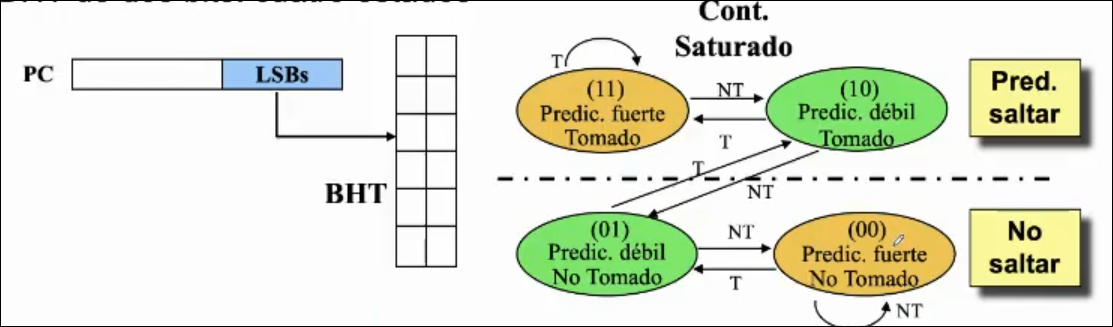 Cont.
Saturado
PC
LSBs
BHT
T
(11)
Predic. fuerte
Tomado
NT
T
(10)
Predic. débil
Tomado
Pred.
saltar
T
NT
(01)
Predic. débil
No Tomado
NT
T
(00)
Predic. fuerte
No Tomado
NT
No
saltar